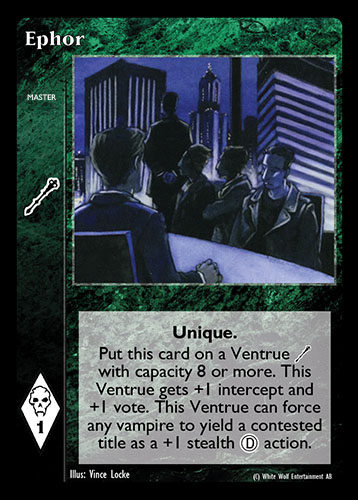 Ephor
MASTER
Unique.
Put this card on a Ventrue
with capacity 8 or more. This
Ventrue gets +1 intercept and
+1 vote. This Ventrue can force
any vampire to yield a contested
title as a +1 stealth Ⓓ action.
1
Illus: Vince Locke
(C) White Wolf Entertainment AB